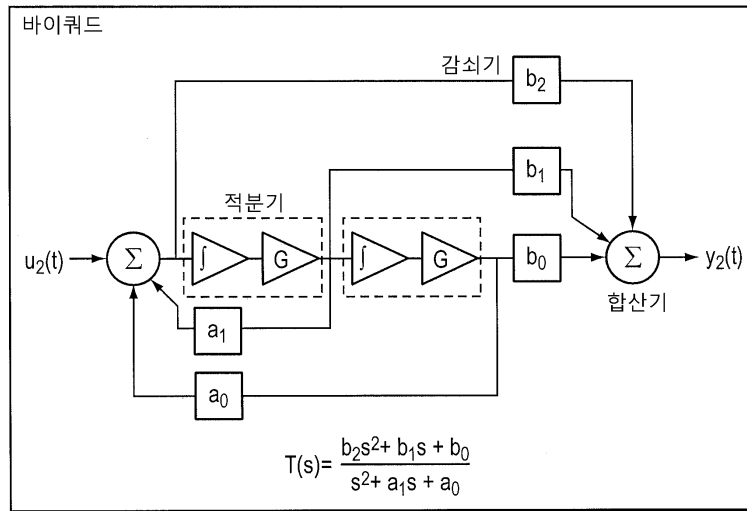 바이쿼드
감쇠기
b₂
b₁
적분기
u₂(t)
Σ
∫
G
∫
G
b₀
Σ
y₂(t)
합산기
a₁
a₀
T(s)= b₂s²+ b₁s + b₀ / s²+ a₁s + a₀